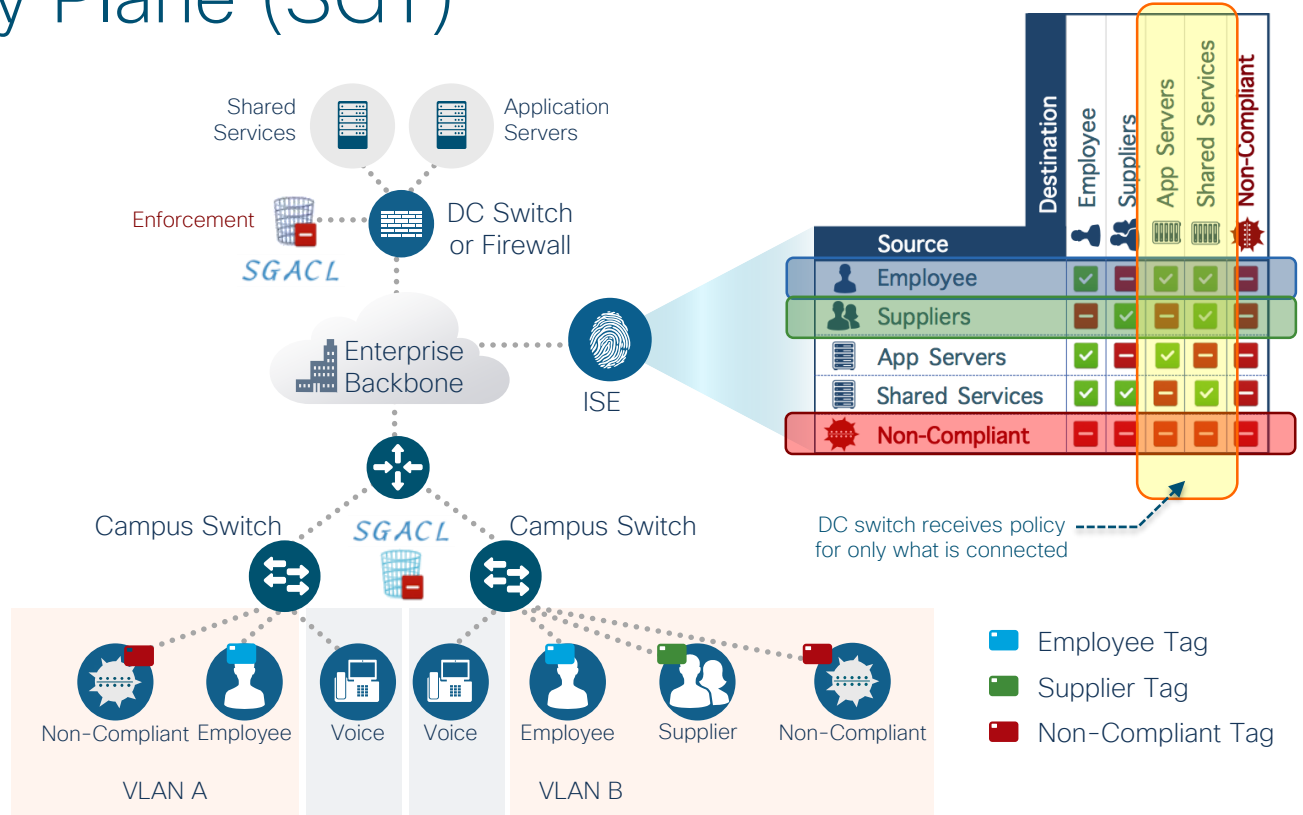 y Plane (SGT)
Shared
Services
Application
Servers
Enforcement
SGACL
DC Switch
or Firewall
Enterprise
Backbone
ISE
Campus Switch
SGACL
Campus Switch
Non-Compliant
Employee
Voice
Voice
Employee
Supplier
Non-Compliant
VLAN A
VLAN B
Destination
Employee
Suppliers
App Servers
Shared Services
Non-Compliant
Source
Employee
Suppliers
App Servers
Shared Services
Non-Compliant
DC switch receives policy
for only what is connected
Employee Tag
Supplier Tag
Non-Compliant Tag